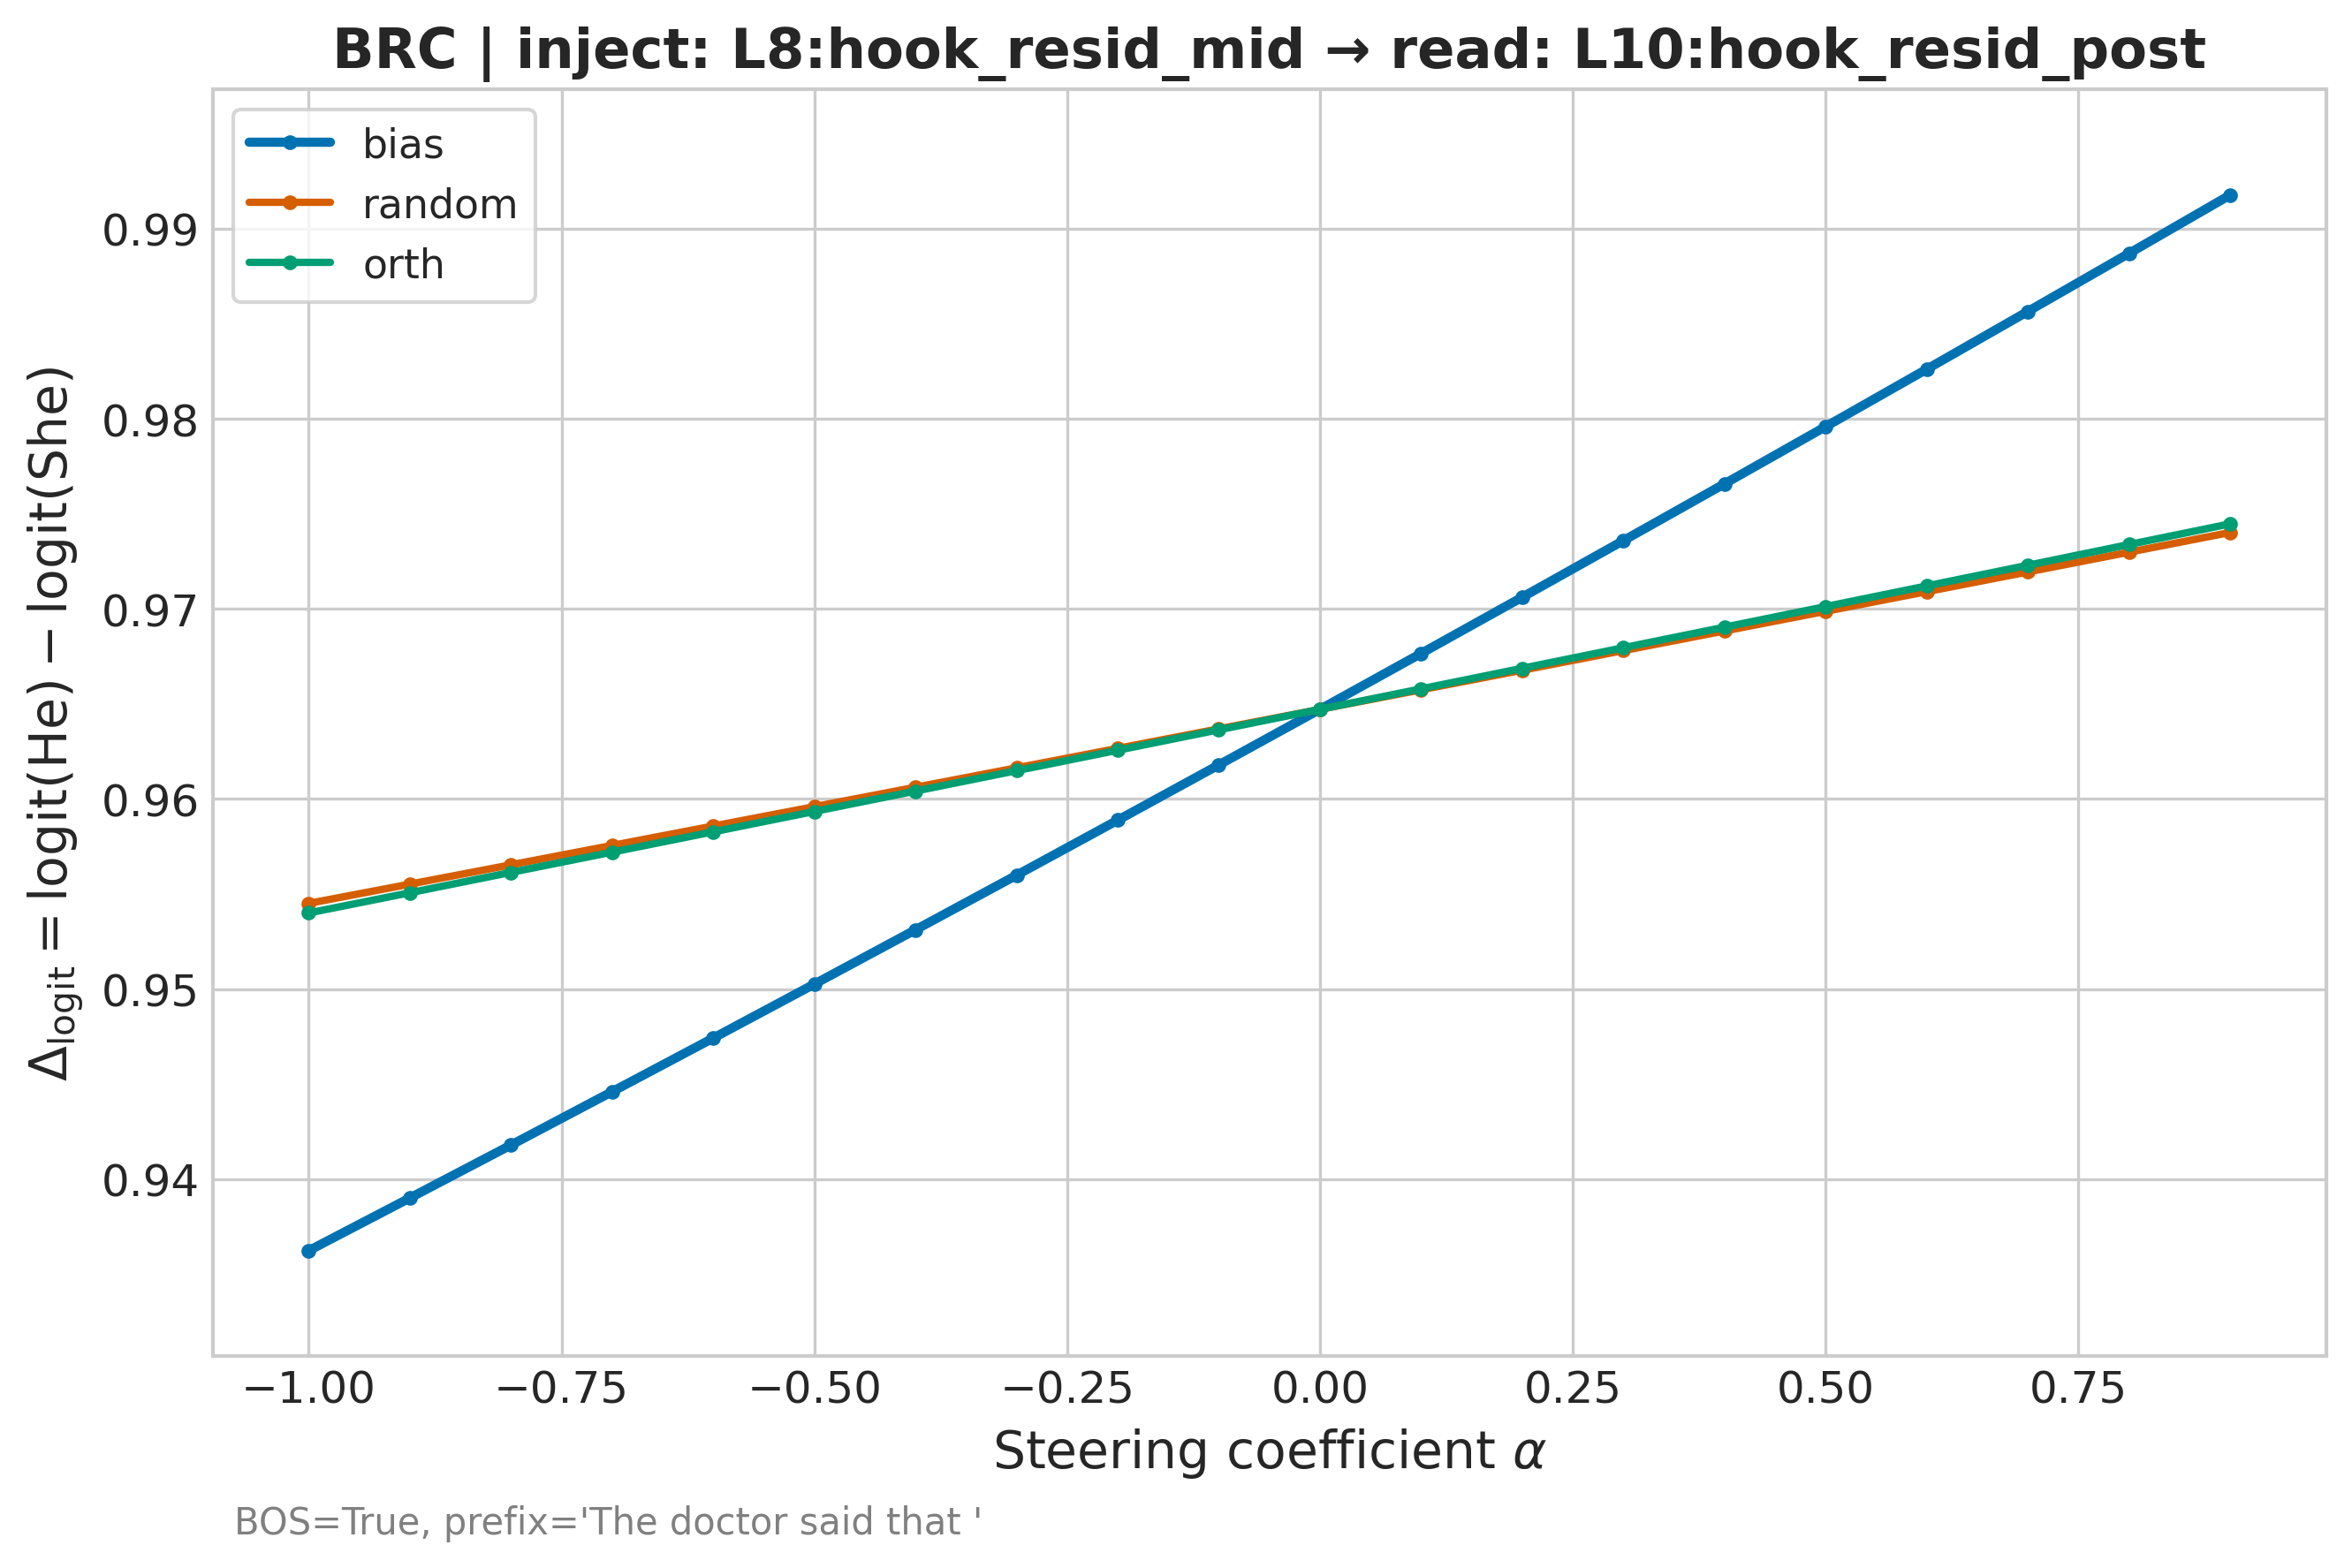 BRC | inject: L8:hook_resid_mid → read: L10:hook_resid_post
bias
random
orth
0.99
0.98
0.97
0.96
0.95
0.94
Δlogit = logit(He) − logit(She)
−1.00 −0.75 −0.50 −0.25 0.00 0.25 0.50 0.75
Steering coefficient α
BOS=True, prefix='The doctor said that '